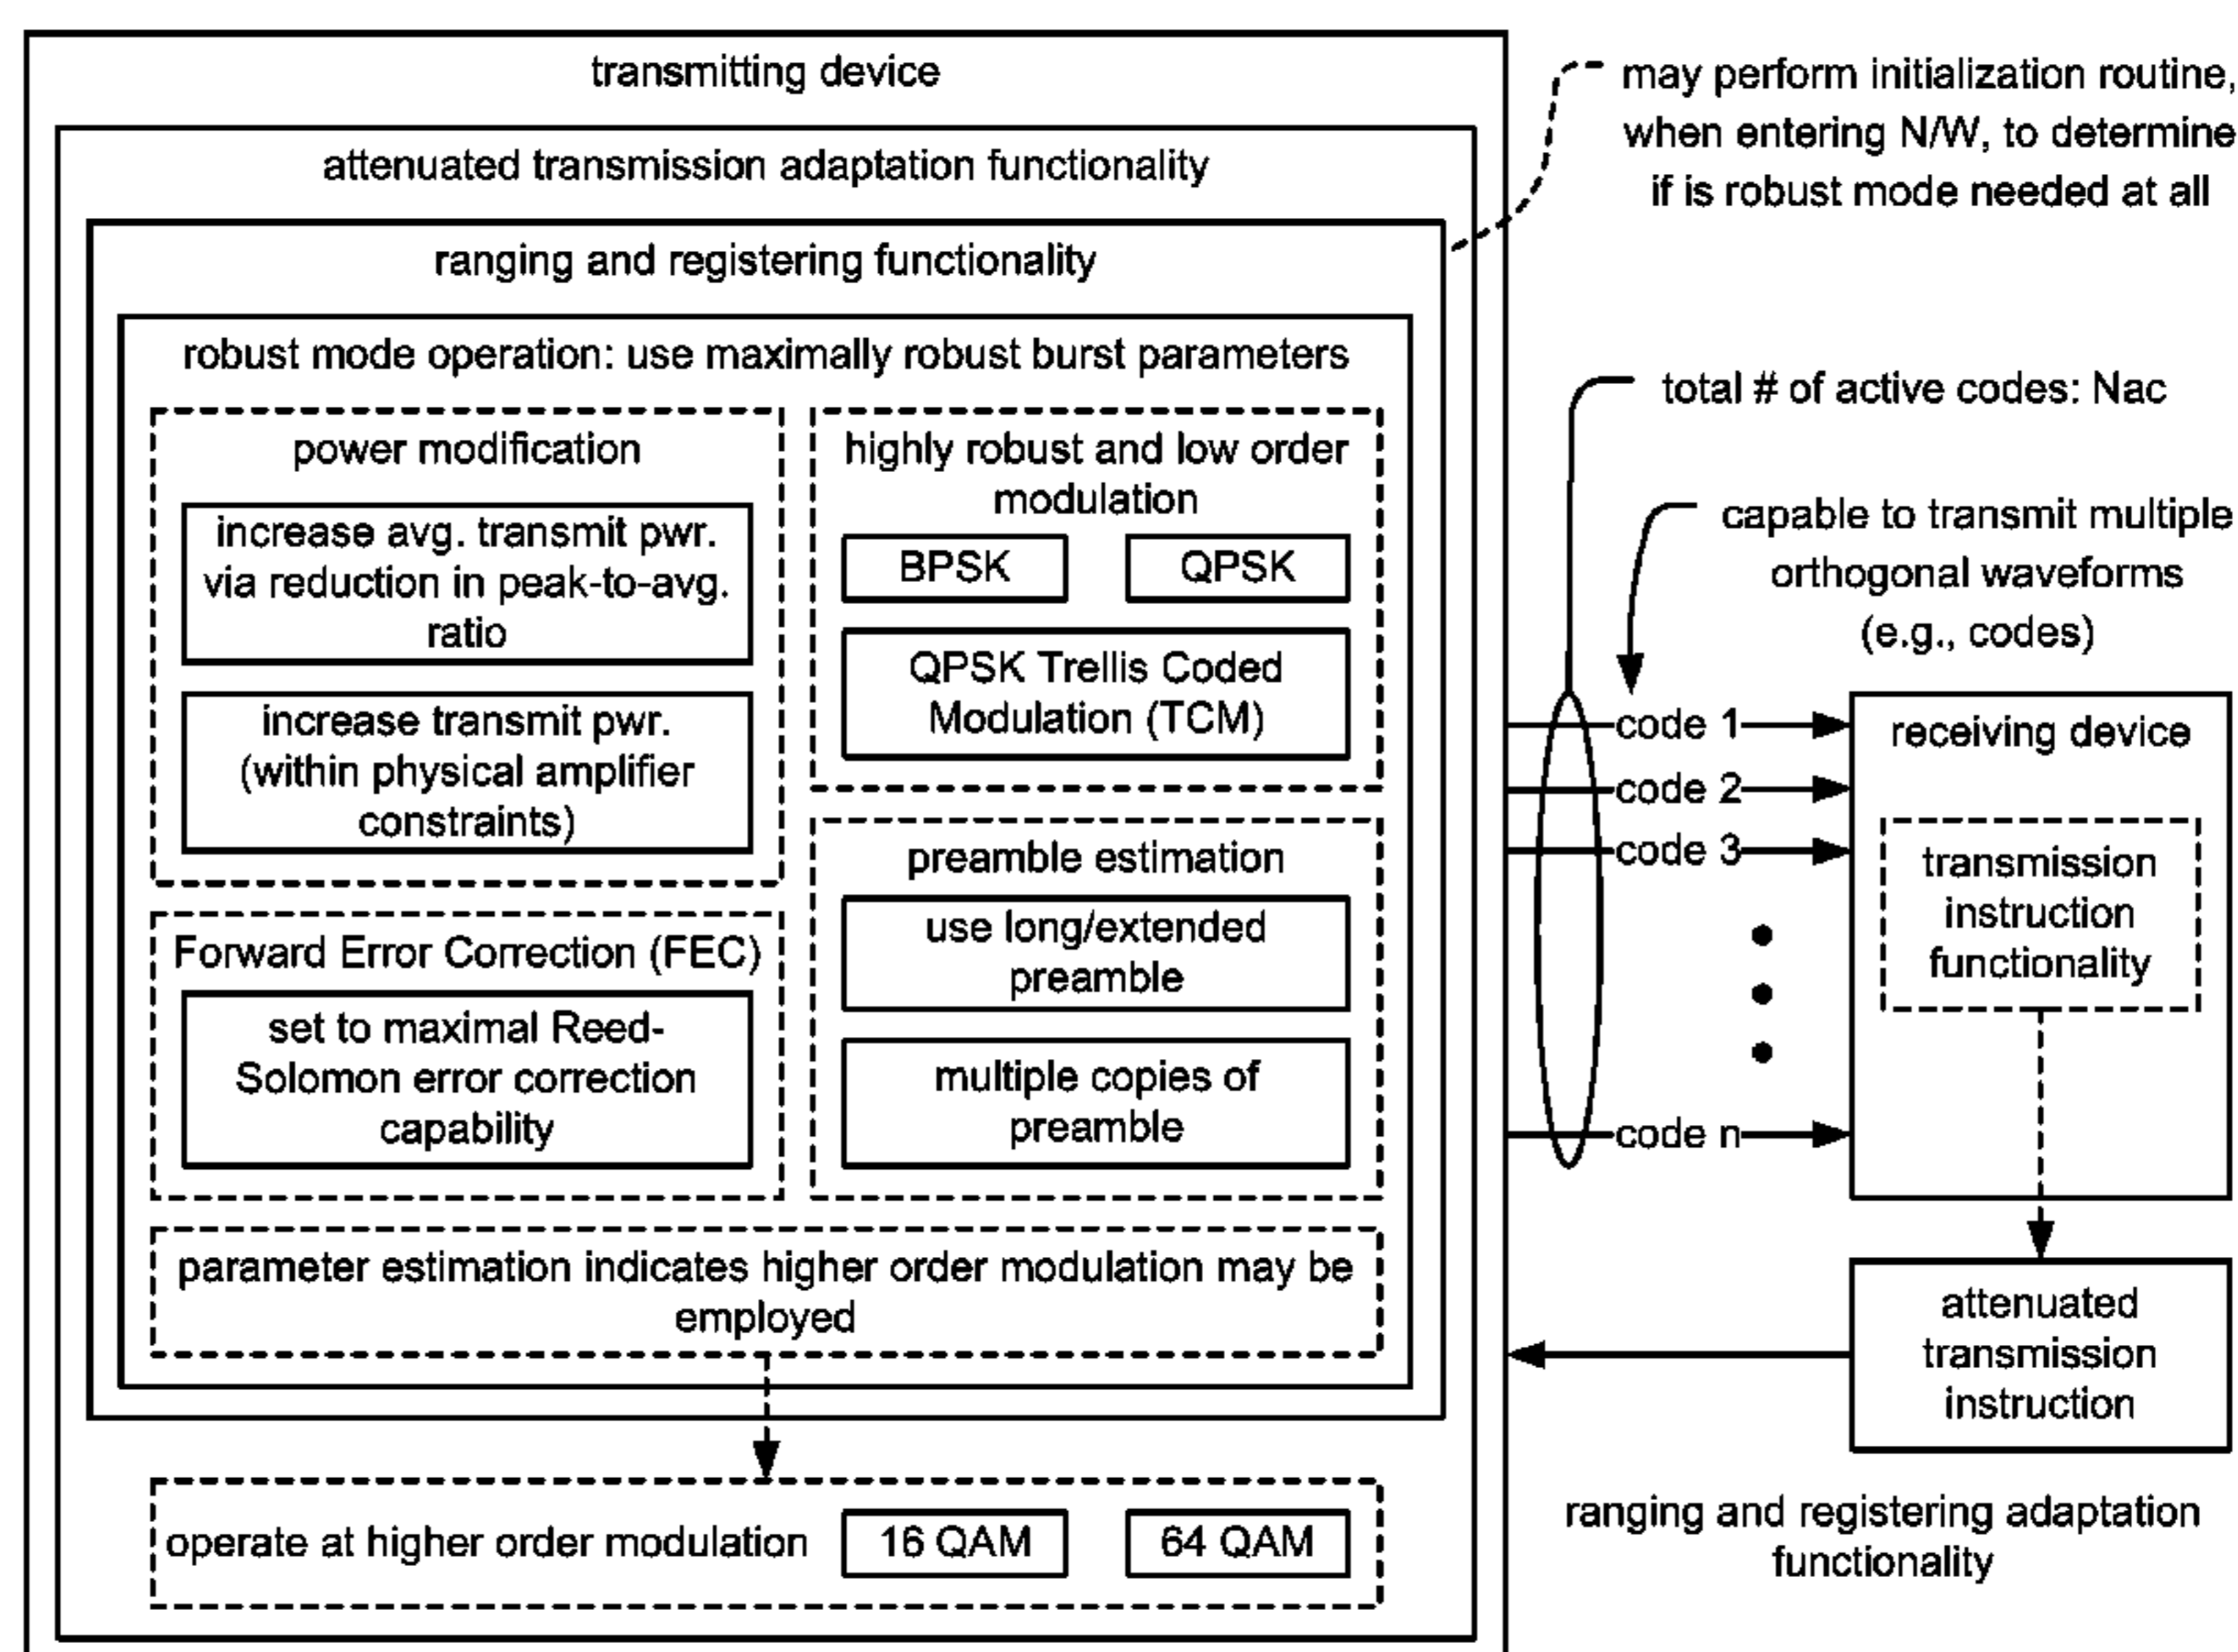 transmitting device
attenuated transmission adaptation functionality
ranging and registering functionality
robust mode operation: use maximally robust burst parameters
power modification
increase avg. transmit pwr.
via reduction in peak-to-avg.
ratio
increase transmit pwr.
(within physical amplifier
constraints)
Forward Error Correction (FEC)
set to maximal Reed-
Solomon error correction
capability
highly robust and low order
modulation
BPSK
QPSK
QPSK Trellis Coded
Modulation (TCM)
preamble estimation
use long/extended
preamble
multiple copies of
preamble
parameter estimation indicates higher order modulation may be
employed
operate at higher order modulation
16 QAM
64 QAM
may perform initialization routine,
when entering N/W, to determine
if is robust mode needed at all
total # of active codes: Nac
capable to transmit multiple
orthogonal waveforms
(e.g., codes)
code 1
code 2
code 3
code n
receiving device
transmission
instruction
functionality
attenuated
transmission
instruction
ranging and registering adaptation
functionality